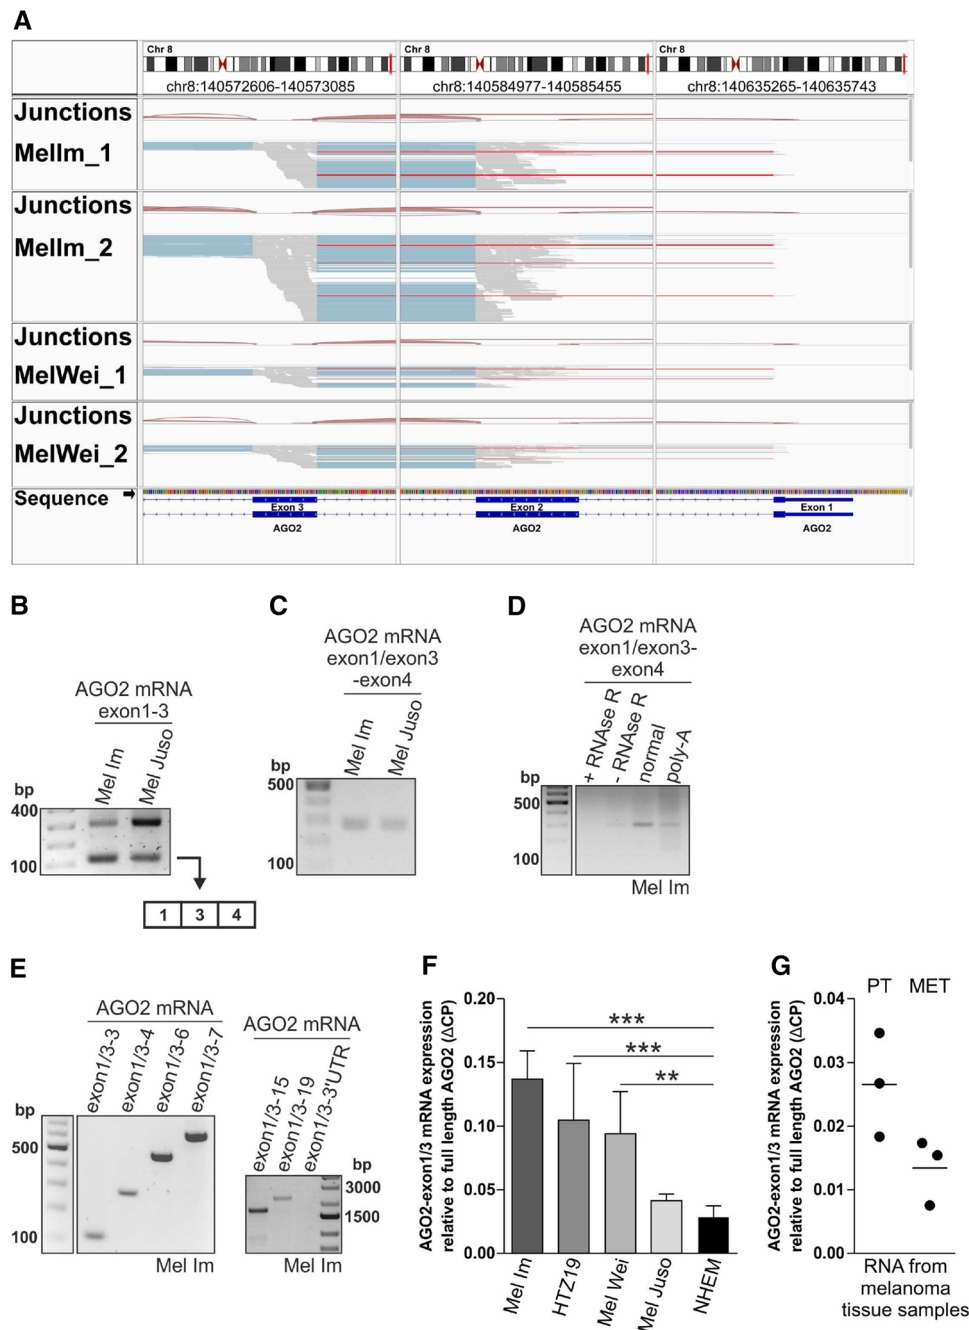 A
Chr 8
Chr 8
Chr 8
chr8:140572606-140573085
chr8:140584977-140585455
chr8:140635265-140635743
Junctions
MelIm_1
Junctions
MelIm_2
Junctions
MelWei_1
Junctions
MelWei_2
Sequence
Exon 3
Exon 2
Exon 1
AGO2
AGO2
AGO2
B
AGO2 mRNA
exon1-3
Mel Im
Mel Juso
bp
400
100
1 3 4
C
AGO2 mRNA
exon1/exon3
-exon4
Mel Im
Mel Juso
bp
500
100
D
AGO2 mRNA
exon1/exon3-
exon4
+ RNAse R
- RNAse R
normal
poly-A
bp
500
100
Mel Im
E
AGO2 mRNA
exon1/3-3
exon1/3-4
exon1/3-6
exon1/3-7
bp
500
100
Mel Im
AGO2 mRNA
exon1/3-15
exon1/3-19
exon1/3-3'UTR
bp
3000
1500
Mel Im
F
AGO2-exon1/3 mRNA expression
relative to full length AGO2 (ΔCP)
0.20
0.15
0.10
0.05
0.00
***
***
**
Mel Im
HTZ19
Mel Wei
Mel Juso
NHEM
G
AGO2-exon1/3 mRNA expression
relative to full length AGO2 (ΔCP)
PT MET
0.04
0.03
0.02
0.01
0.00
RNA from
melanoma
tissue samples